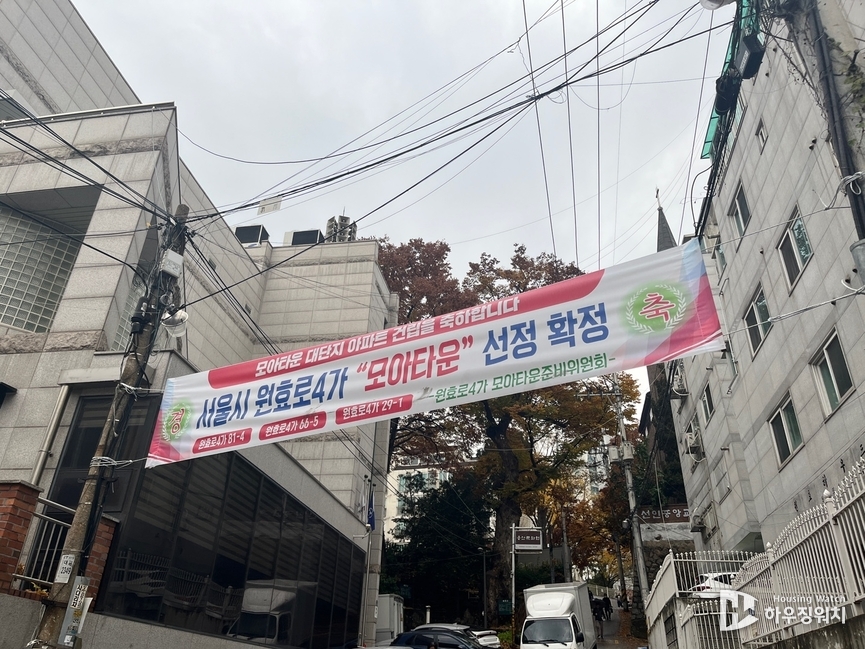 모아타운 대단지 아파트 건립을 축하합니다
경
서울시 원효로4가 "모아타운" 선정 확정
축
원효로4가 81-4
원효로4가 66-5
원효로4가 29-1
-원효로4가 모아타운준비위원회-
Housing Watch
하우징워치